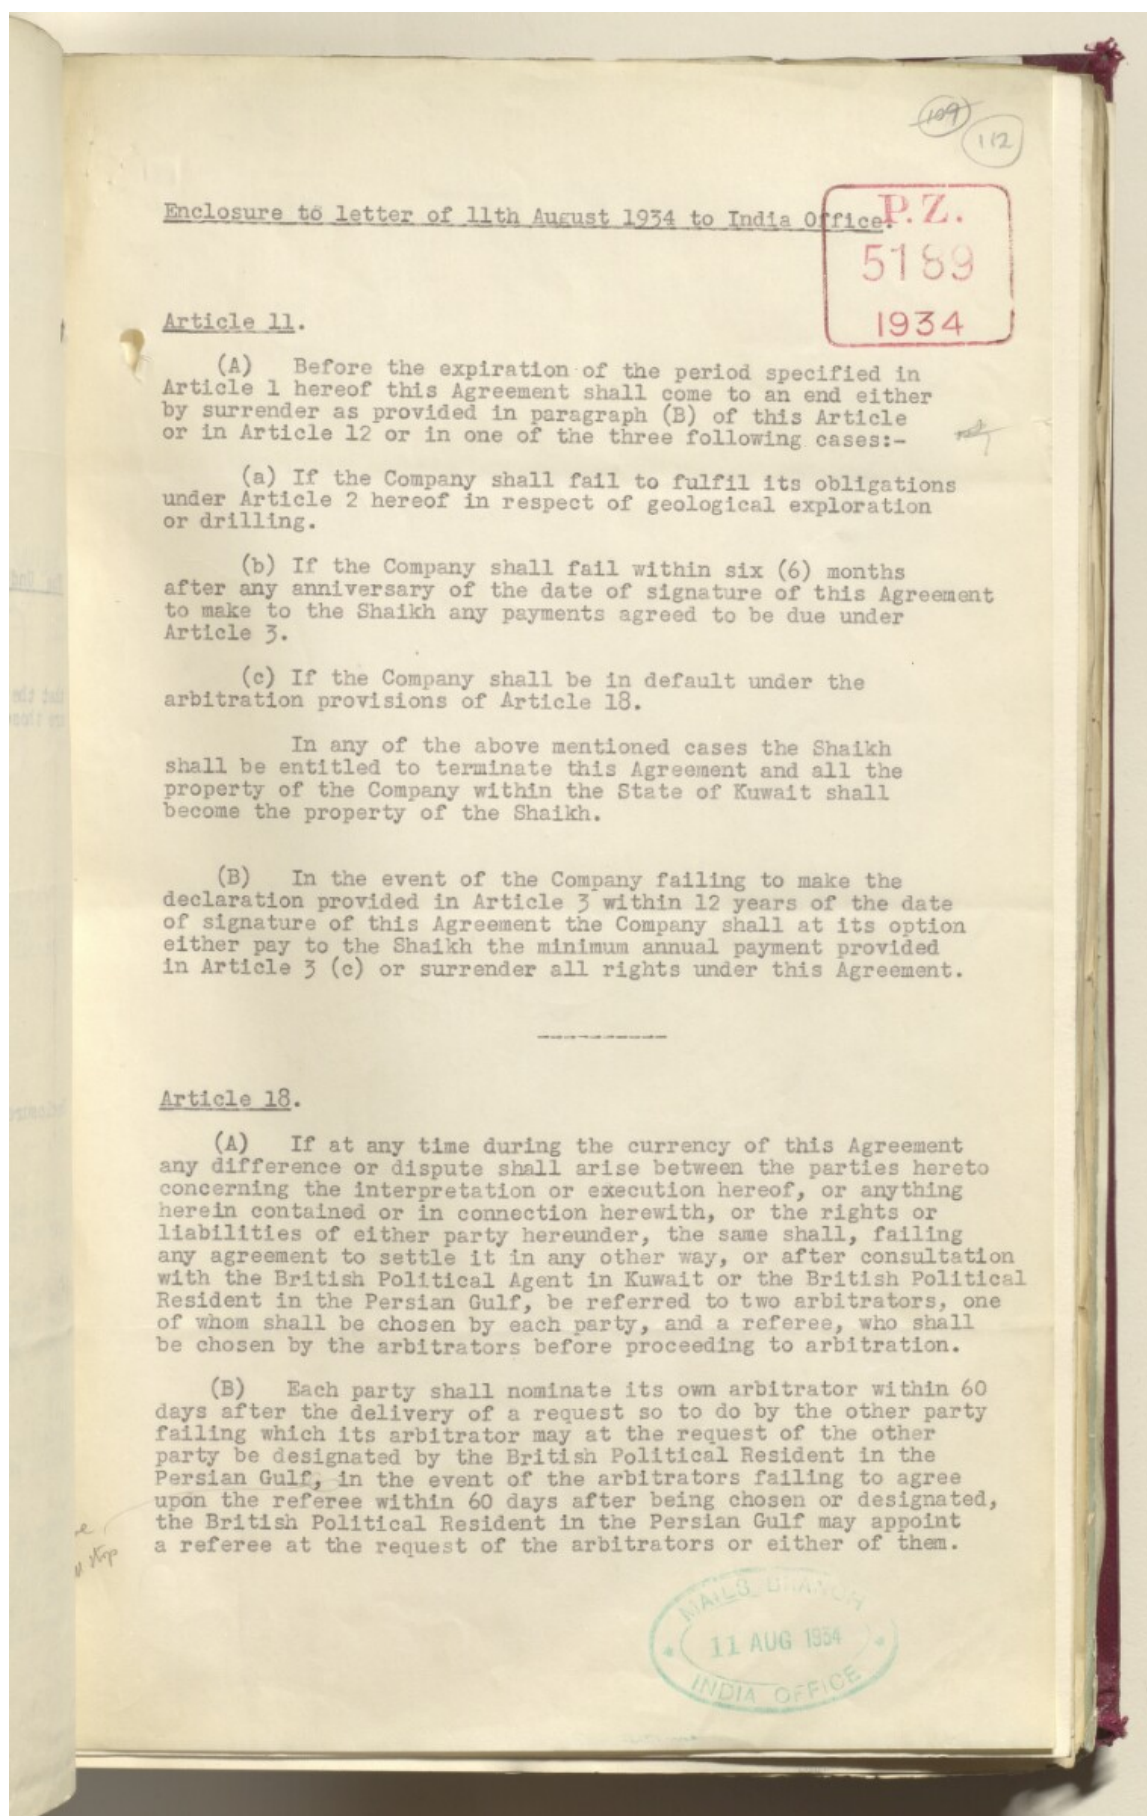 109
112
Enclosure to letter of 11th August 1934 to India Office.
P.Z.
5189
1934
Article 11.
(A) Before the expiration of the period specified in
Article 1 hereof this Agreement shall come to an end either
by surrender as provided in paragraph (B) of this Article
or in Article 12 or in one of the three following cases:-
(a) If the Company shall fail to fulfil its obligations
under Article 2 hereof in respect of geological exploration
or drilling.
(b) If the Company shall fail within six (6) months
after any anniversary of the date of signature of this Agreement
to make to the Shaikh any payments agreed to be due under
Article 3.
(c) If the Company shall be in default under the
arbitration provisions of Article 18.
In any of the above mentioned cases the Shaikh
shall be entitled to terminate this Agreement and all the
property of the Company within the State of Kuwait shall
become the property of the Shaikh.
(B) In the event of the Company failing to make the
declaration provided in Article 3 within 12 years of the date
of signature of this Agreement the Company shall at its option
either pay to the Shaikh the minimum annual payment provided
in Article 3 (c) or surrender all rights under this Agreement.
Article 18.
(A) If at any time during the currency of this Agreement
any difference or dispute shall arise between the parties hereto
concerning the interpretation or execution hereof, or anything
herein contained or in connection herewith, or the rights or
liabilities of either party hereunder, the same shall, failing
any agreement to settle it in any other way, or after consultation
with the British Political Agent in Kuwait or the British Political
Resident in the Persian Gulf, be referred to two arbitrators, one
of whom shall be chosen by each party, and a referee, who shall
be chosen by the arbitrators before proceeding to arbitration.
(B) Each party shall nominate its own arbitrator within 60
days after the delivery of a request so to do by the other party
failing which its arbitrator may at the request of the other
party be designated by the British Political Resident in the
Persian Gulf, in the event of the arbitrators failing to agree
upon the referee within 60 days after being chosen or designated,
the British Political Resident in the Persian Gulf may appoint
a referee at the request of the arbitrators or either of them.
stop
MAILS BRANCH
11 AUG 1934
INDIA OFFICE